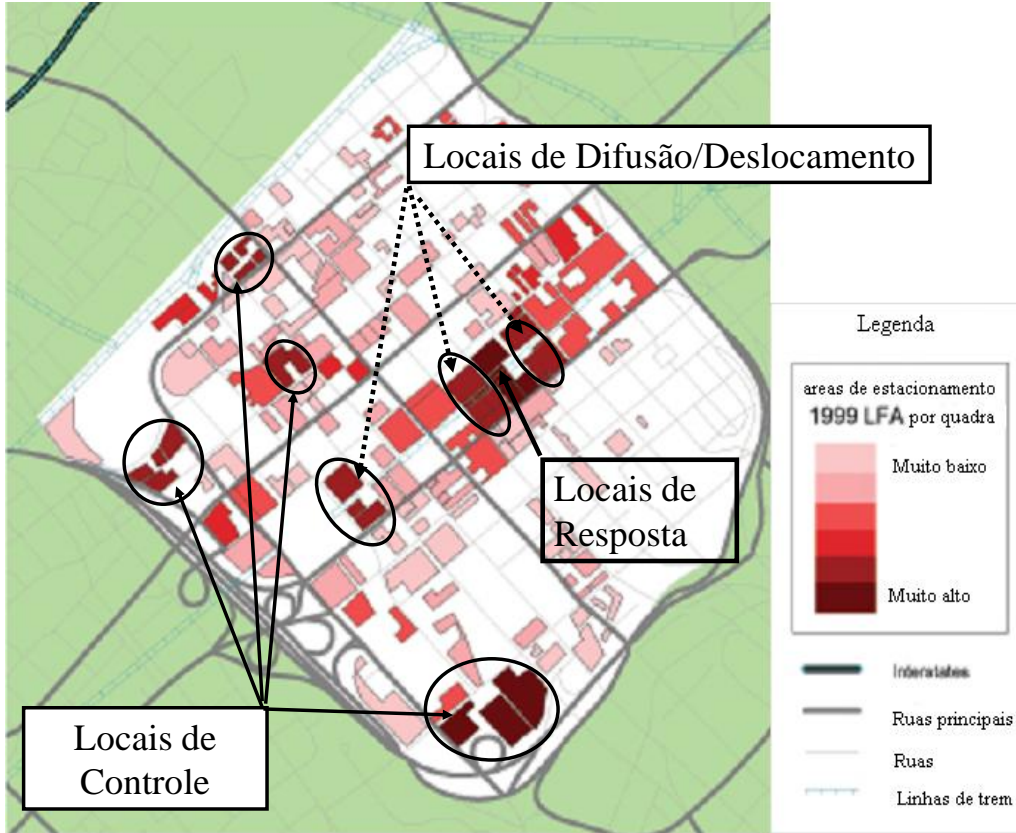 Locais de Difusão/Deslocamento
Locais de
Resposta
Locais de
Controle
Legenda
areas de estacionamento
1999 LFA por quadra
Muito baixo
Muito alto
Interstates
Ruas principais
Ruas
Linhas de trem